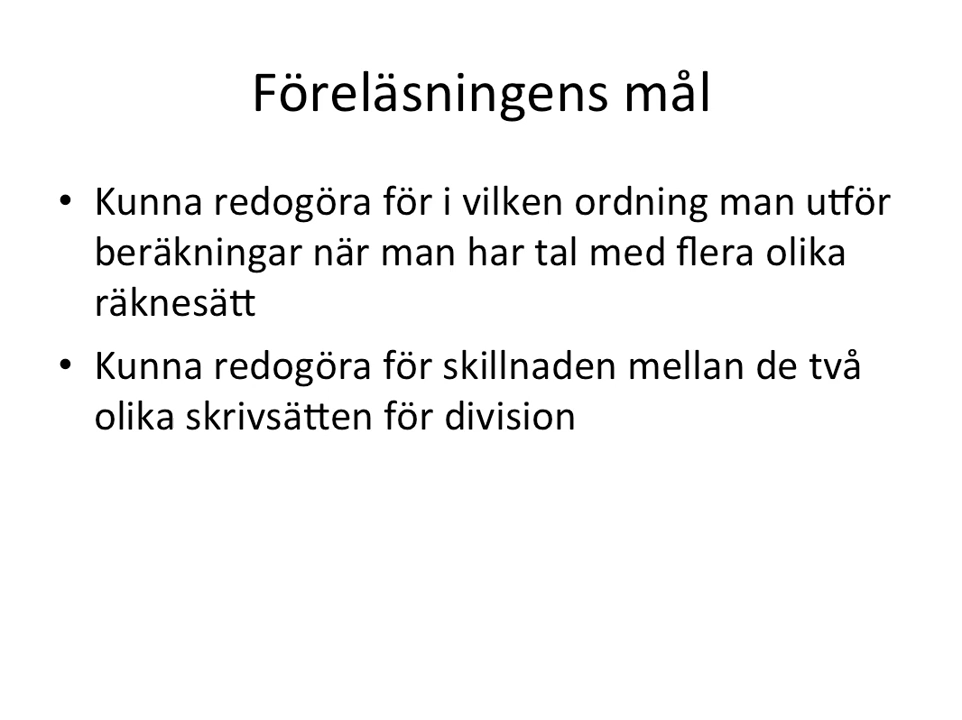 Föreläsningens mål
• Kunna redogöra för i vilken ordning man utför
beräkningar när man har tal med flera olika
räknesätt
• Kunna redogöra för skillnaden mellan de två
olika skrivsätten för division